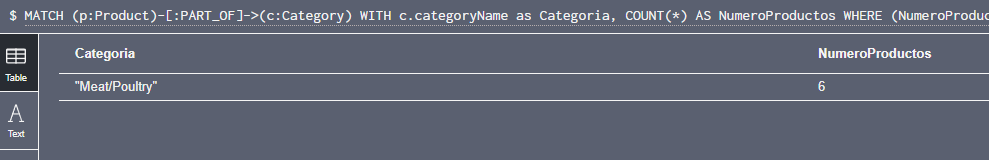 $ MATCH (p:Product)-[:PART_OF]->(c:Category) WITH c.categoryName as Categoria, COUNT(*) AS NumeroProductos WHERE (NumeroProduc
Categoria NumeroProductos
Table
"Meat/Poultry" 6
A
Text